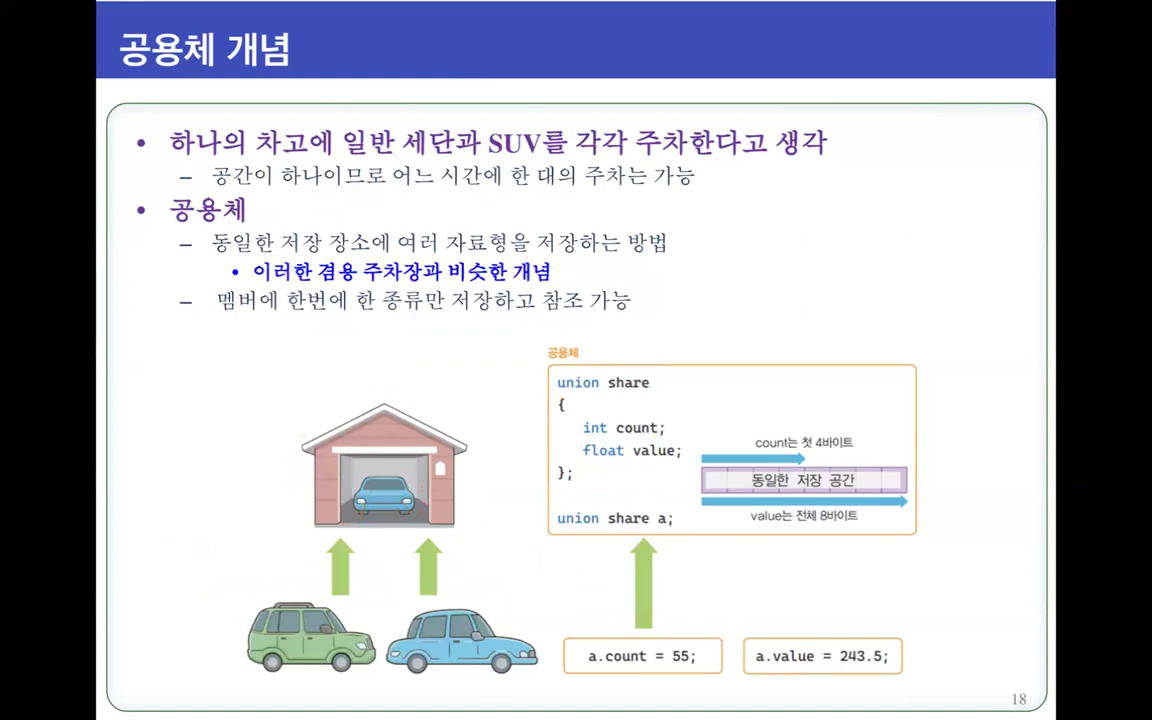 공용체 개념
• 하나의 차고에 일반 세단과 SUV를 각각 주차한다고 생각
– 공간이 하나이므로 어느 시간에 한 대의 주차는 가능
• 공용체
– 동일한 저장 장소에 여러 자료형을 저장하는 방법
• 이러한 겸용 주차장과 비슷한 개념
– 멤버에 한번에 한 종류만 저장하고 참조 가능
공용체
union share
{
int count;
float value;
};
union share a;
count는 첫 4바이트
동일한 저장 공간
value는 전체 8바이트
a.count = 55;
a.value = 243.5;
18